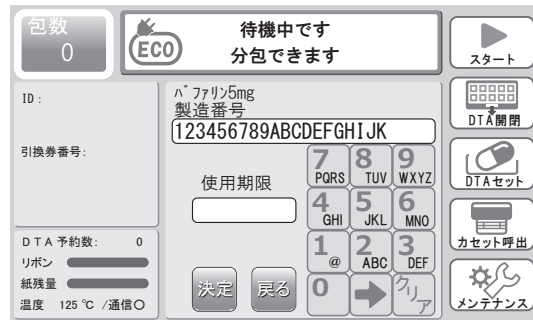 包数
0
ECO
待機中です
分包できます
スタート
ID:
引換券番号:
DTA予約数: 0
リボン
紙残量
温度 125℃ /通信○
バファリン5mg
製造番号
123456789ABCDEFGHIJK
使用期限
決定
戻る
7 PQRS
8 TUV
9 WXYZ
4 GHI
5 JKL
6 MNO
1 @
2 ABC
3 DEF
0
クリア
DTA開閉
DTAセット
カセット呼出
メンテナンス